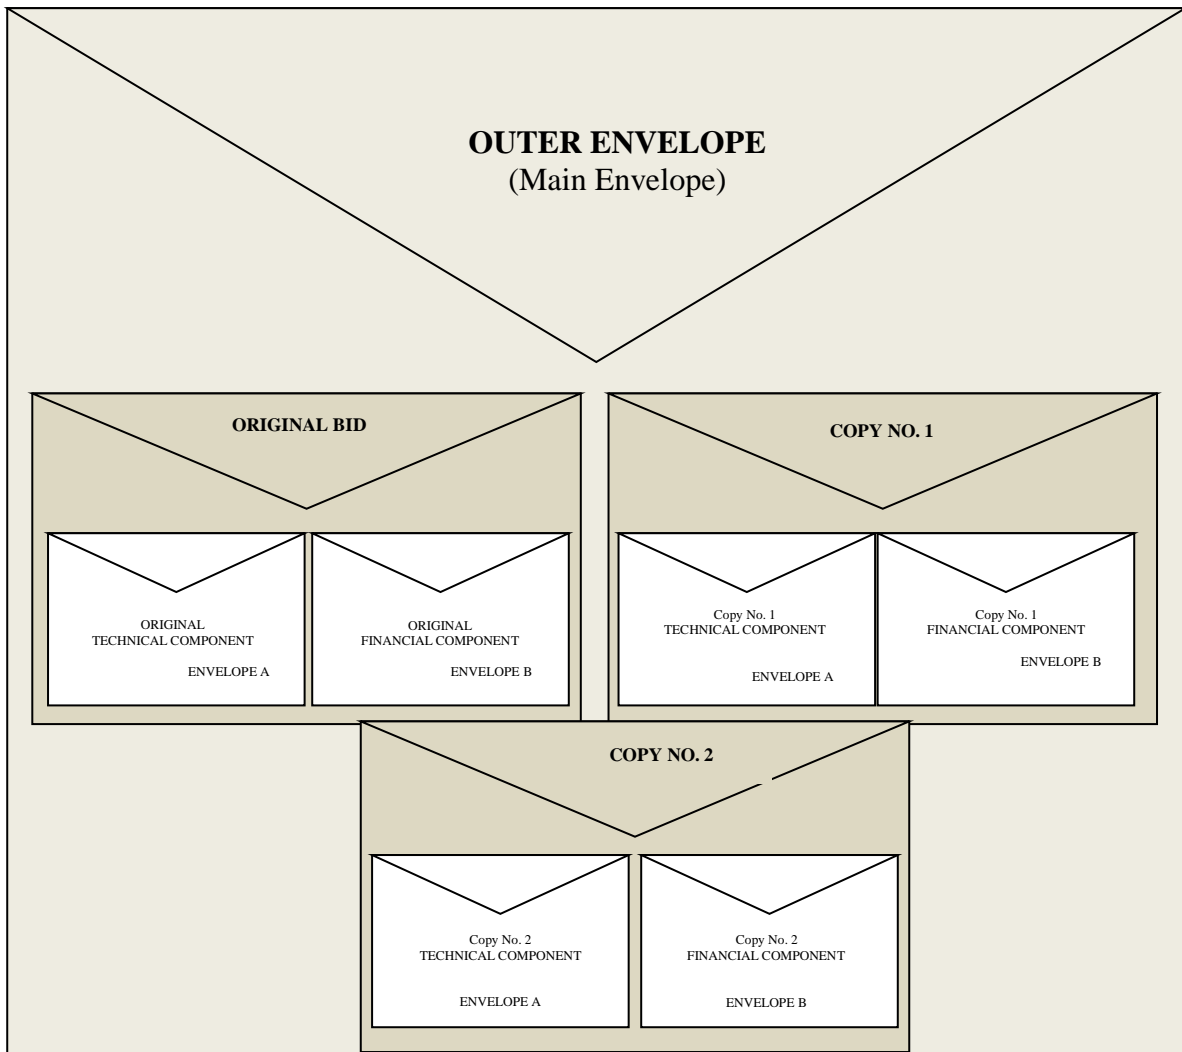 OUTER ENVELOPE
(Main Envelope)
ORIGINAL BID
ORIGINAL
TECHNICAL COMPONENT
ENVELOPE A
ORIGINAL
FINANCIAL COMPONENT
ENVELOPE B
COPY NO. 1
Copy No. 1
TECHNICAL COMPONENT
ENVELOPE A
Copy No. 1
FINANCIAL COMPONENT
ENVELOPE B
COPY NO. 2
Copy No. 2
TECHNICAL COMPONENT
ENVELOPE A
Copy No. 2
FINANCIAL COMPONENT
ENVELOPE B